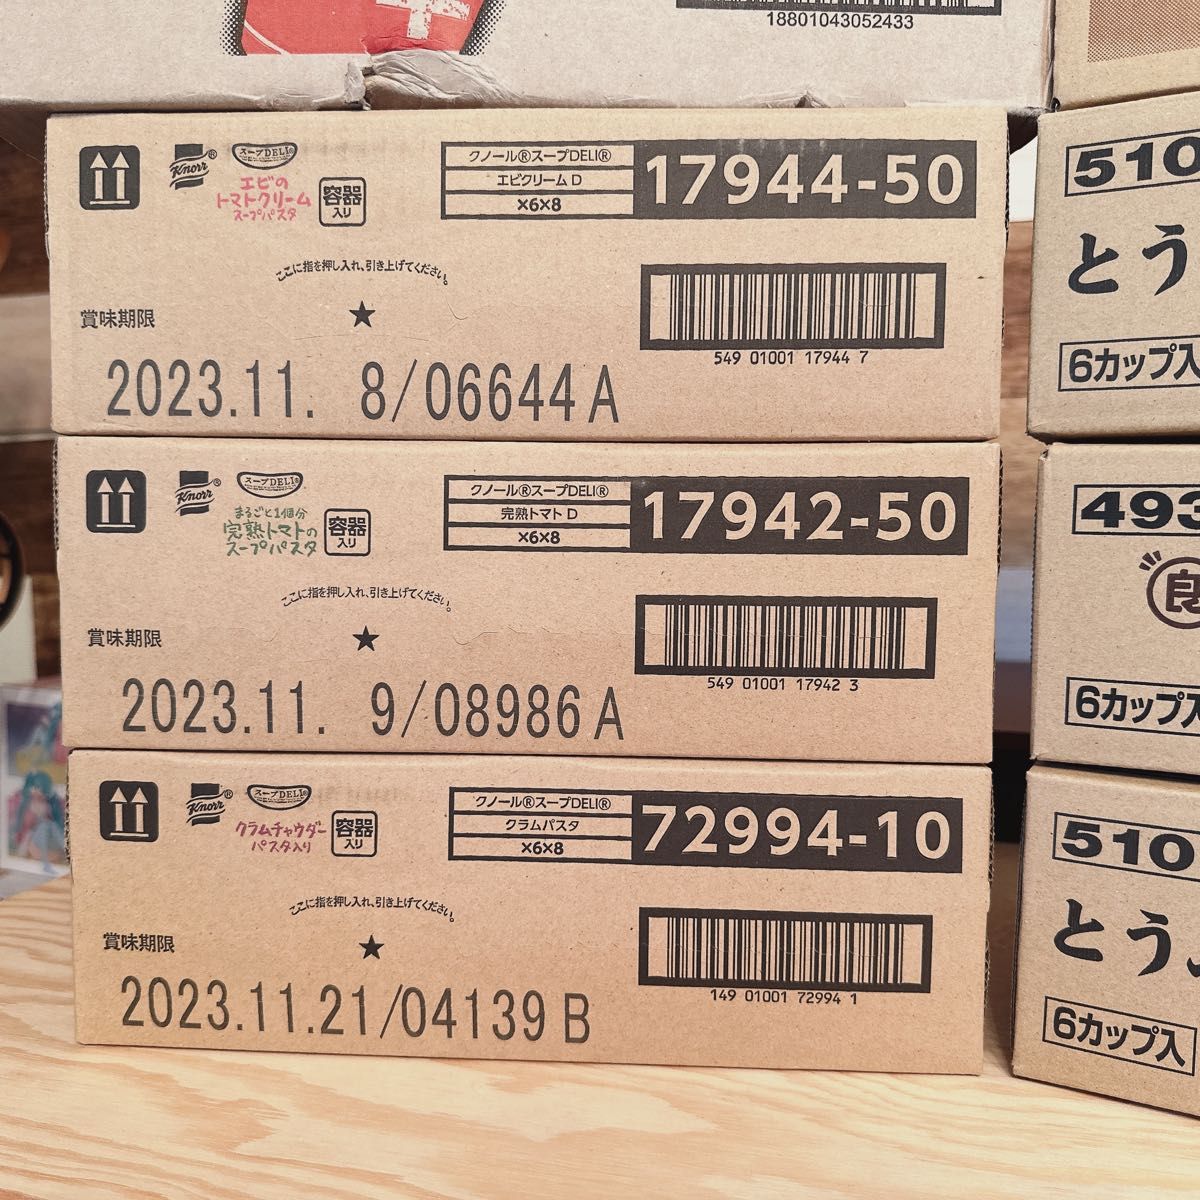 18801043052433
Knorr®
スープDELI®
エビの
トマトクリーム
スープパスタ
容器
入り
クノール®スープDELI®
エビクリーム D
×6×8
17944-50
ここに指を押し入れ、引き上げてください。
★
賞味期限
549 01001 17944 7
2023.11. 8/06644 A
Knorr®
スープDELI®
まるごと1個分
完熟トマトの
スープパスタ
容器
入り
クノール®スープDELI®
完熟トマト D
×6×8
17942-50
ここに指を押し入れ、引き上げてください。
★
賞味期限
549 01001 17942 3
2023.11. 9/08986 A
Knorr®
スープDELI®
クラムチャウダー
パスタ入り
容器
入り
クノール®スープDELI®
クラムパスタ
×6×8
72994-10
ここに指を押し入れ、引き上げてください。
★
賞味期限
149 01001 72994 1
2023.11.21/04139 B
510
とう
6カップ入
493
6カップ入
510
とう
6カップ入